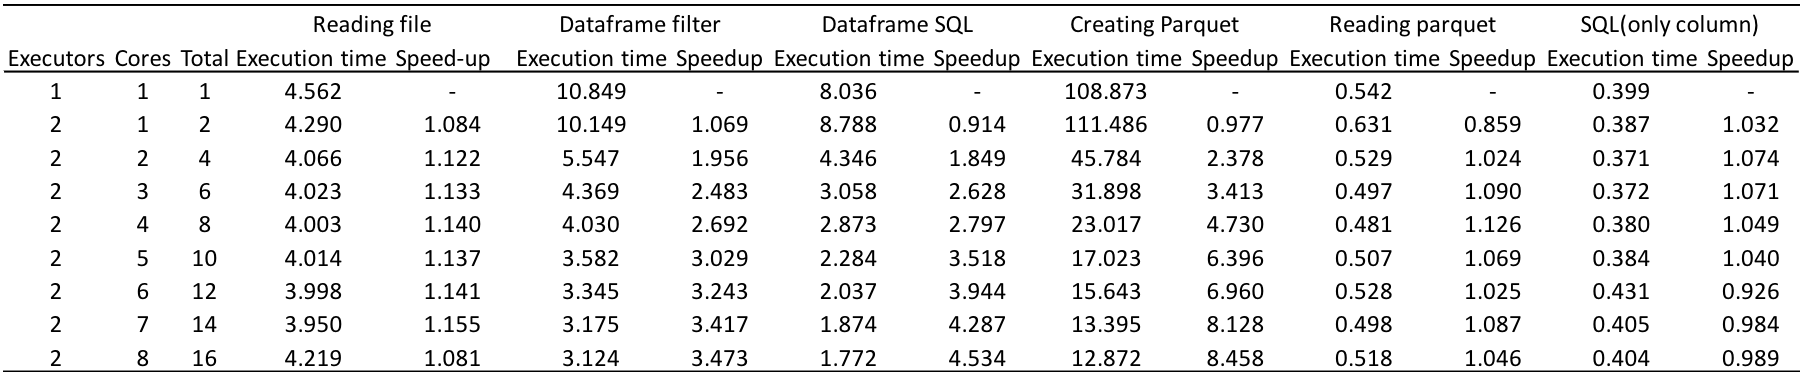 Reading file Dataframe filter Dataframe SQL Creating Parquet Reading parquet SQL(only column)
Executors Cores Total Execution time Speed-up Execution time Speedup Execution time Speedup Execution time Speedup Execution time Speedup Execution time Speedup
1 1 1 4.562 - 10.849 - 8.036 - 108.873 - 0.542 - 0.399 -
2 1 2 4.290 1.084 10.149 1.069 8.788 0.914 111.486 0.977 0.631 0.859 0.387 1.032
2 2 4 4.066 1.122 5.547 1.956 4.346 1.849 45.784 2.378 0.529 1.024 0.371 1.074
2 3 6 4.023 1.133 4.369 2.483 3.058 2.628 31.898 3.413 0.497 1.090 0.372 1.071
2 4 8 4.003 1.140 4.030 2.692 2.873 2.797 23.017 4.730 0.481 1.126 0.380 1.049
2 5 10 4.014 1.137 3.582 3.029 2.284 3.518 17.023 6.396 0.507 1.069 0.384 1.040
2 6 12 3.998 1.141 3.345 3.243 2.037 3.944 15.643 6.960 0.528 1.025 0.431 0.926
2 7 14 3.950 1.155 3.175 3.417 1.874 4.287 13.395 8.128 0.498 1.087 0.405 0.984
2 8 16 4.219 1.081 3.124 3.473 1.772 4.534 12.872 8.458 0.518 1.046 0.404 0.989